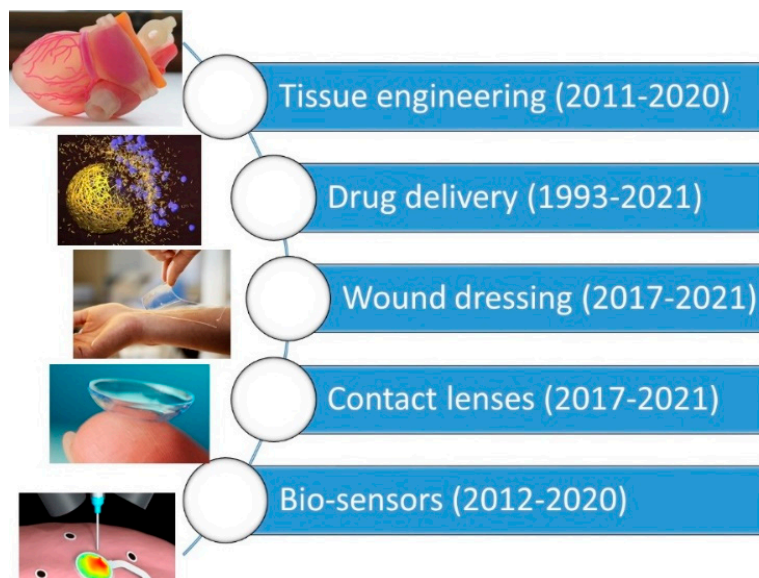 Tissue engineering (2011-2020)
Drug delivery (1993-2021)
Wound dressing (2017-2021)
Contact lenses (2017-2021)
Bio-sensors (2012-2020)